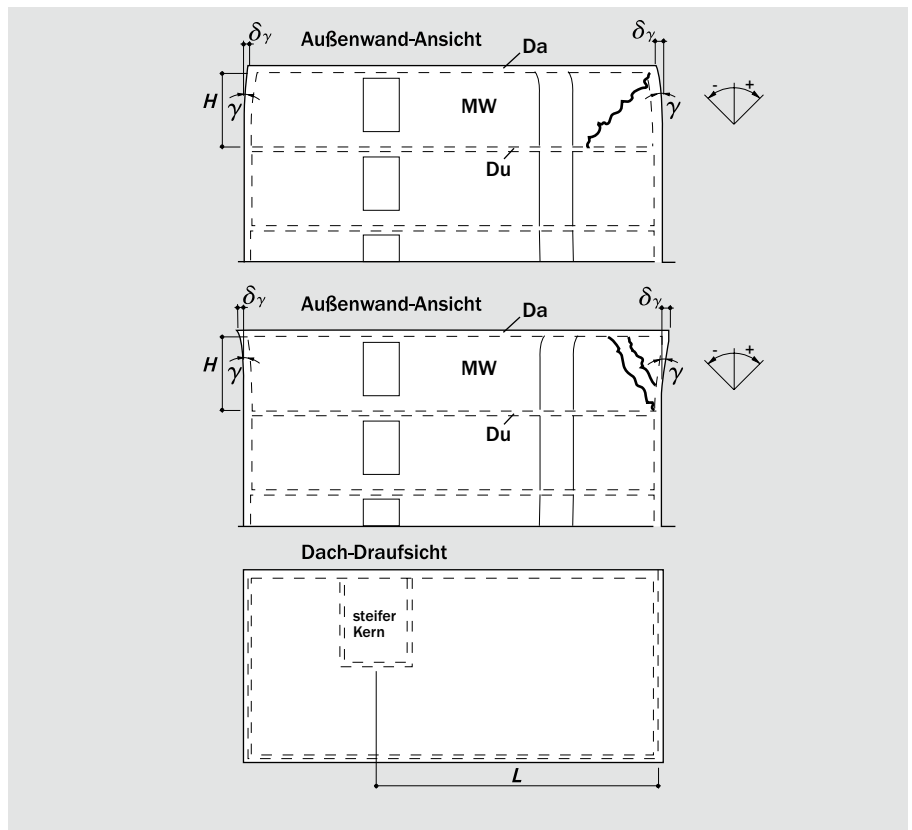 δγ Außenwand-Ansicht δγ
Da
H γ MW γ - +
Du
δγ Außenwand-Ansicht δγ
Da
H γ MW γ - +
Du
Dach-Draufsicht
steifer
Kern
L